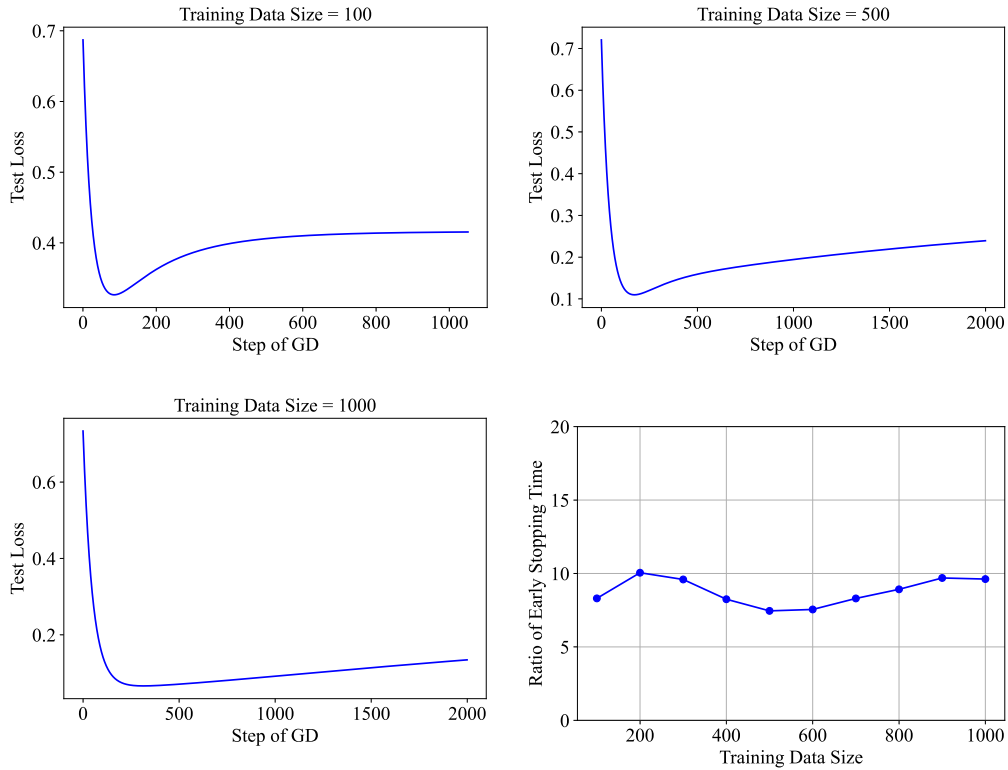 Training Data Size = 100
0.7
0.6
0.5
0.4
Test Loss
0 200 400 600 800 1000
Step of GD
Training Data Size = 500
0.7
0.6
0.5
0.4
0.3
0.2
0.1
Test Loss
0 500 1000 1500 2000
Step of GD
Training Data Size = 1000
0.6
0.4
0.2
Test Loss
0 500 1000 1500 2000
Step of GD
20
15
10
5
0
Ratio of Early Stopping Time
200 400 600 800 1000
Training Data Size